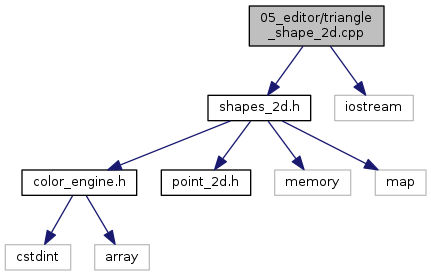 05_editor/triangle
_shape_2d.cpp
shapes_2d.h
iostream
color_engine.h
point_2d.h
memory
map
cstdint
array